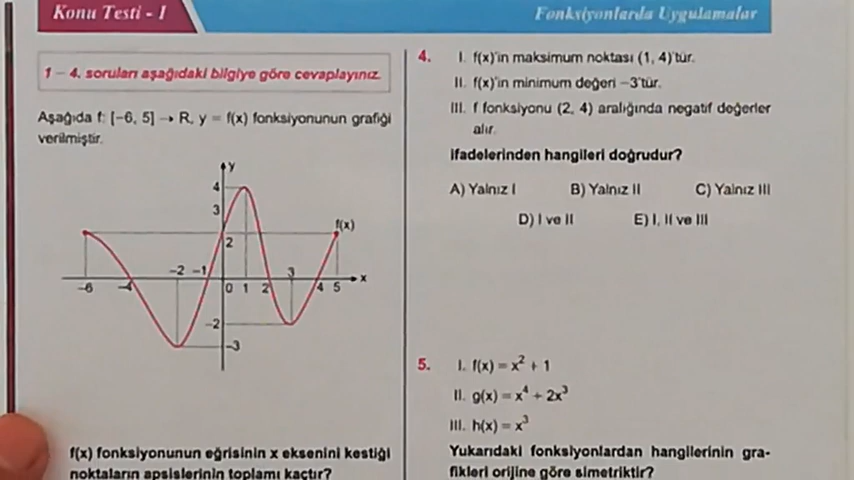 Konu Testi - 1
Fonksiyonlarda Uygulamalar
1 – 4. soruları aşağıdaki bilgiye göre cevaplayınız.
Aşağıda f: [-6, 5] → R, y = f(x) fonksiyonunun grafiği
verilmiştir.
y
4
3
f(x)
2
-2 -1
3
x
-6
-4
0 1 2
4 5
-2
-3
f(x) fonksiyonunun eğrisinin x eksenini kestiği
noktaların apsislerinin toplamı kaçtır?
4. I. f(x)'in maksimum noktası (1, 4)'tür.
II. f(x)'in minimum değeri –3'tür.
III. f fonksiyonu (2, 4) aralığında negatif değerler
alır.
ifadelerinden hangileri doğrudur?
A) Yalnız I B) Yalnız II C) Yalnız III
D) I ve II E) I, II ve III
5. I. f(x) = x² + 1
II. g(x) = x⁴ + 2x³
III. h(x) = x³
Yukarıdaki fonksiyonlardan hangilerinin gra-
fikleri orijine göre simetriktir?